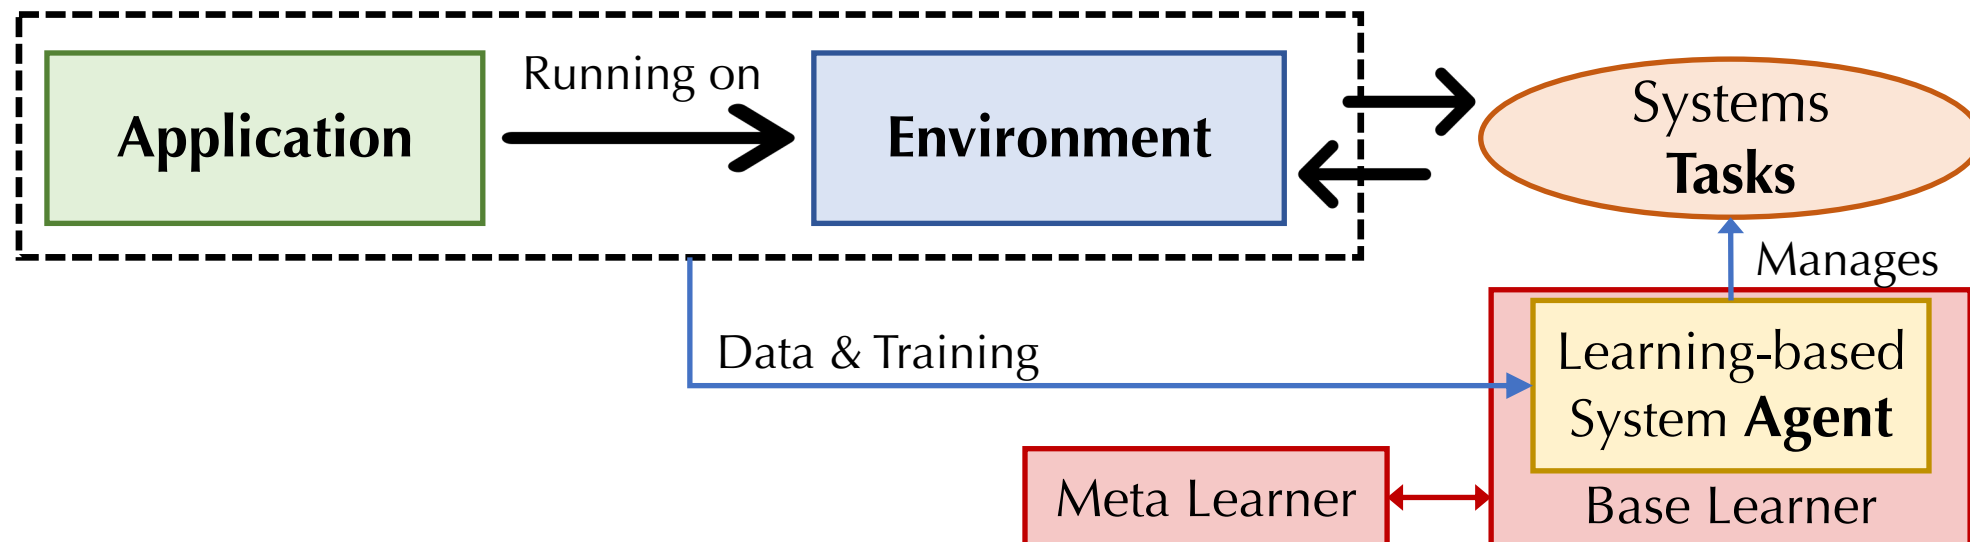 Application
Running on
Environment
Systems
Tasks
Manages
Data & Training
Learning-based
System Agent
Meta Learner
Base Learner